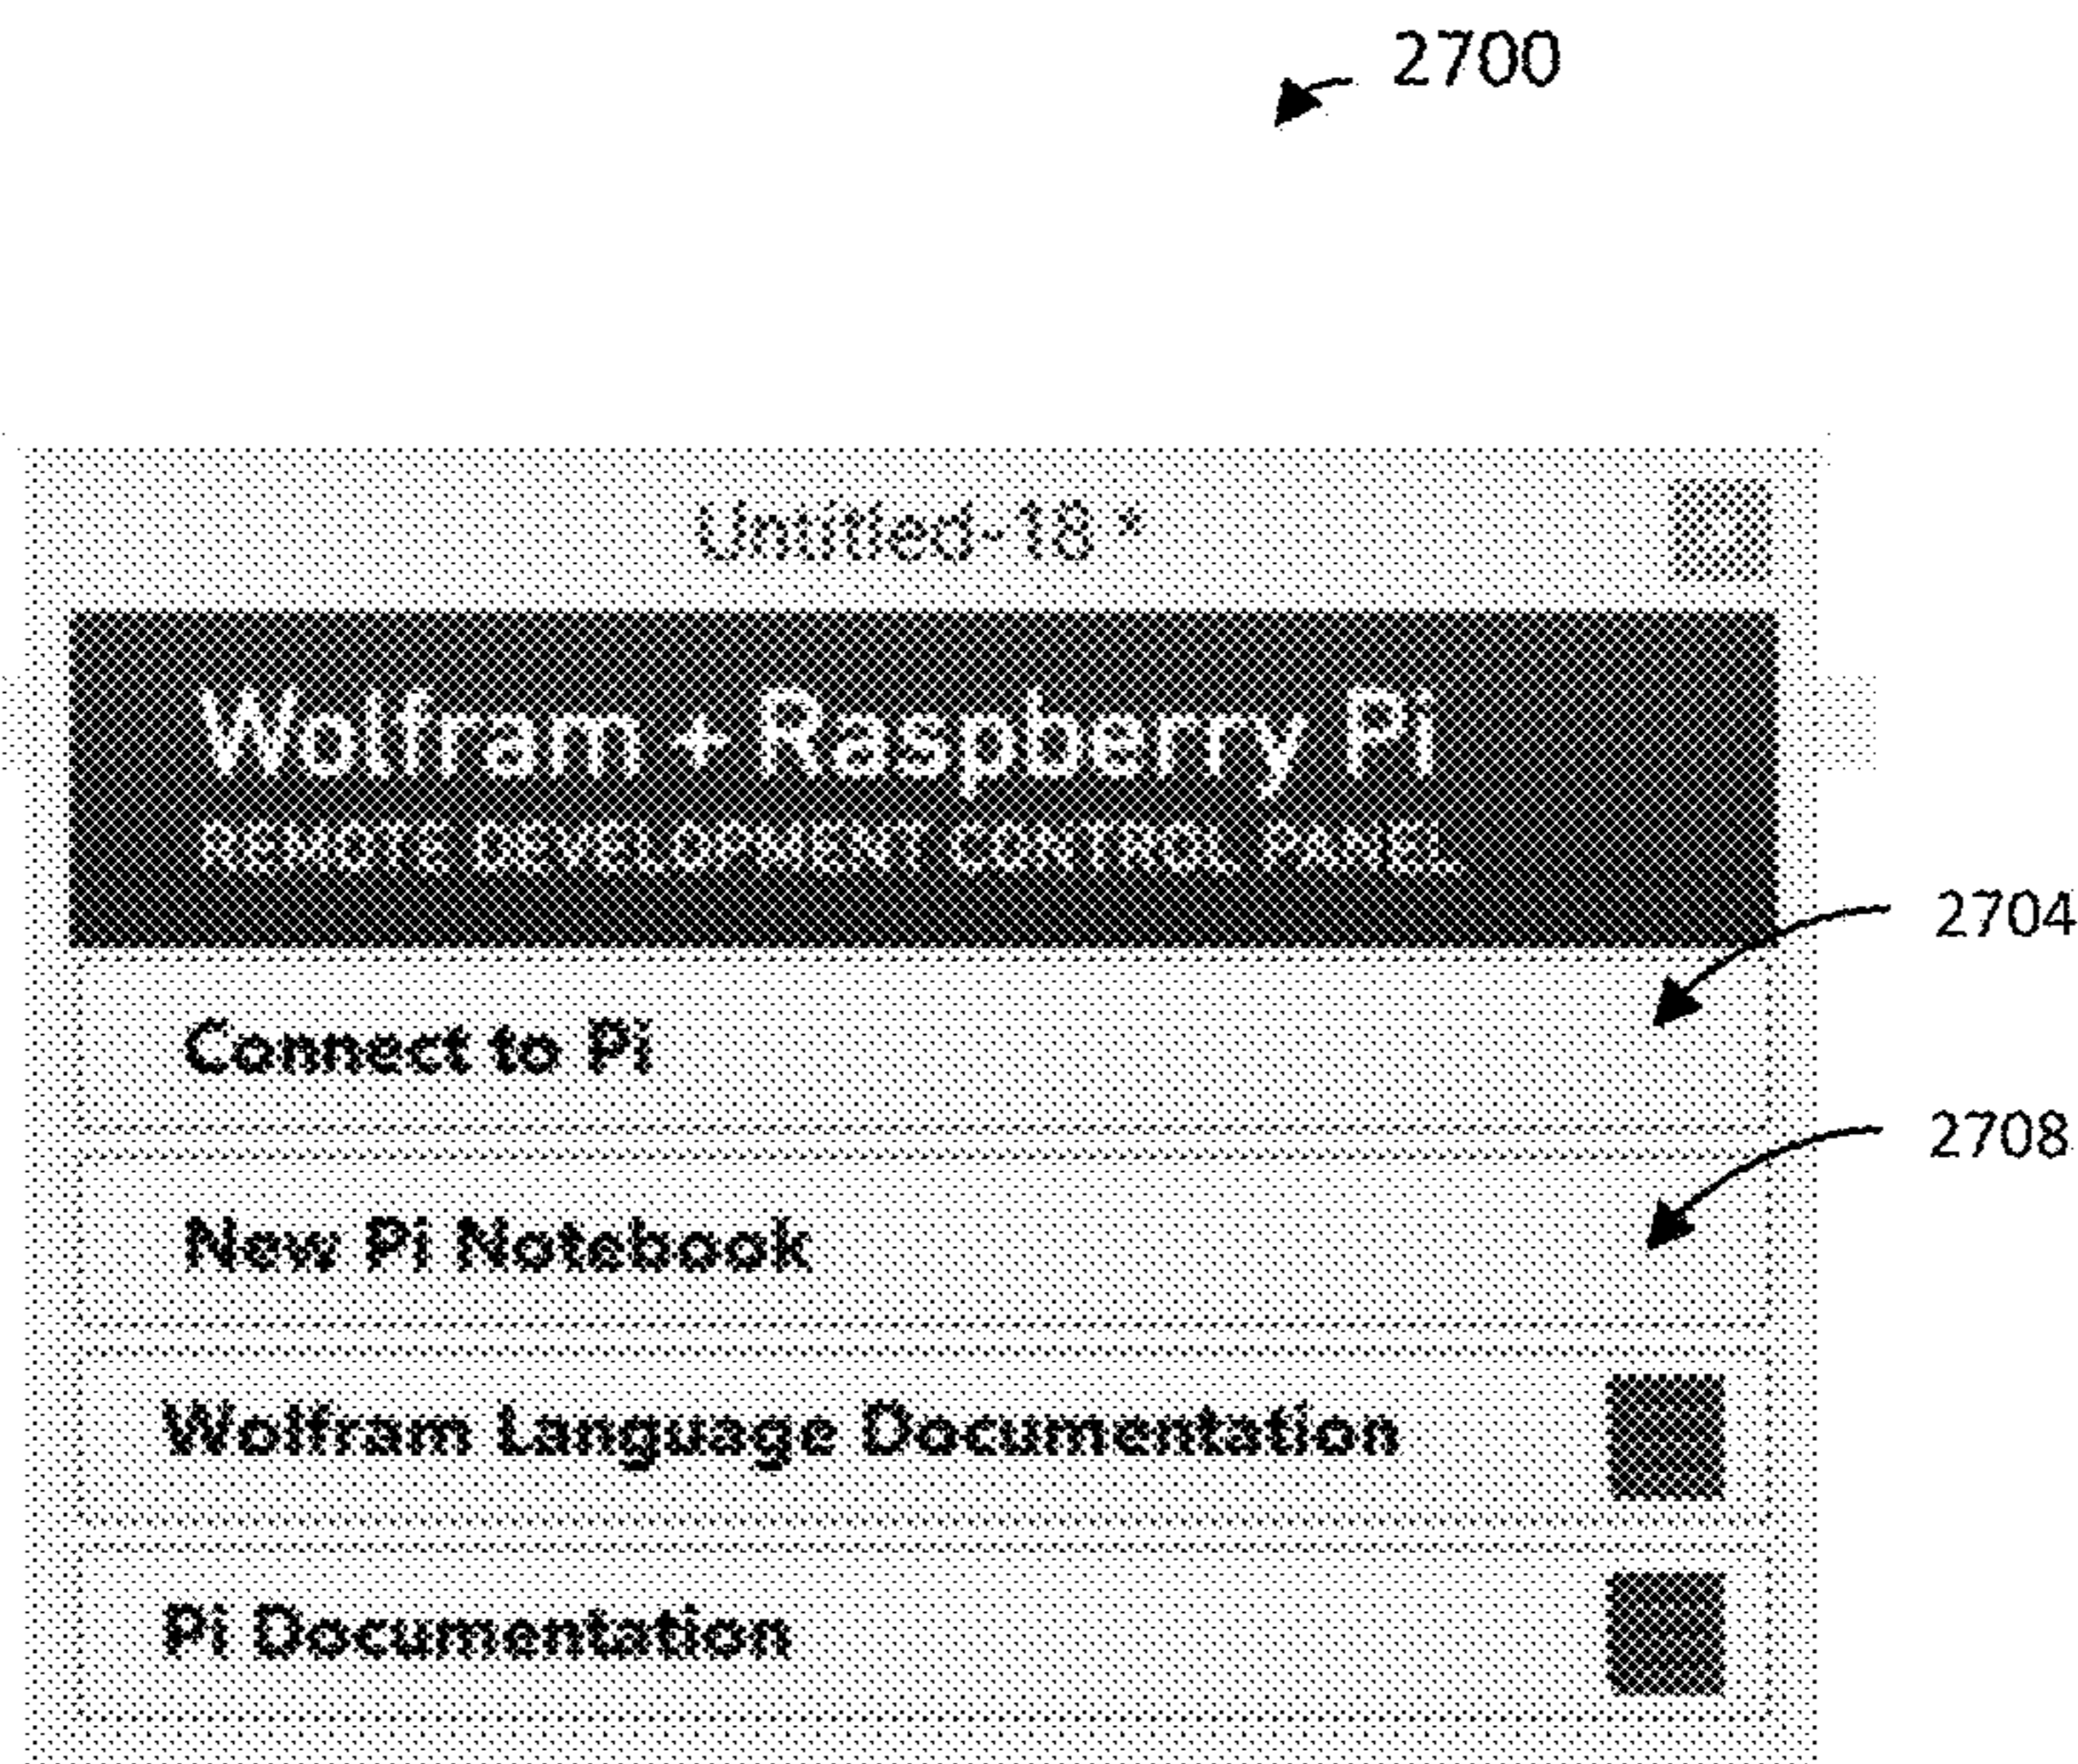 2700
Untitled-18 *
Wolfram + Raspberry Pi
REMOTE DEVELOPMENT CONTROL PANEL
2704
Connect to Pi
2708
New Pi Notebook
Wolfram Language Documentation
Pi Documentation